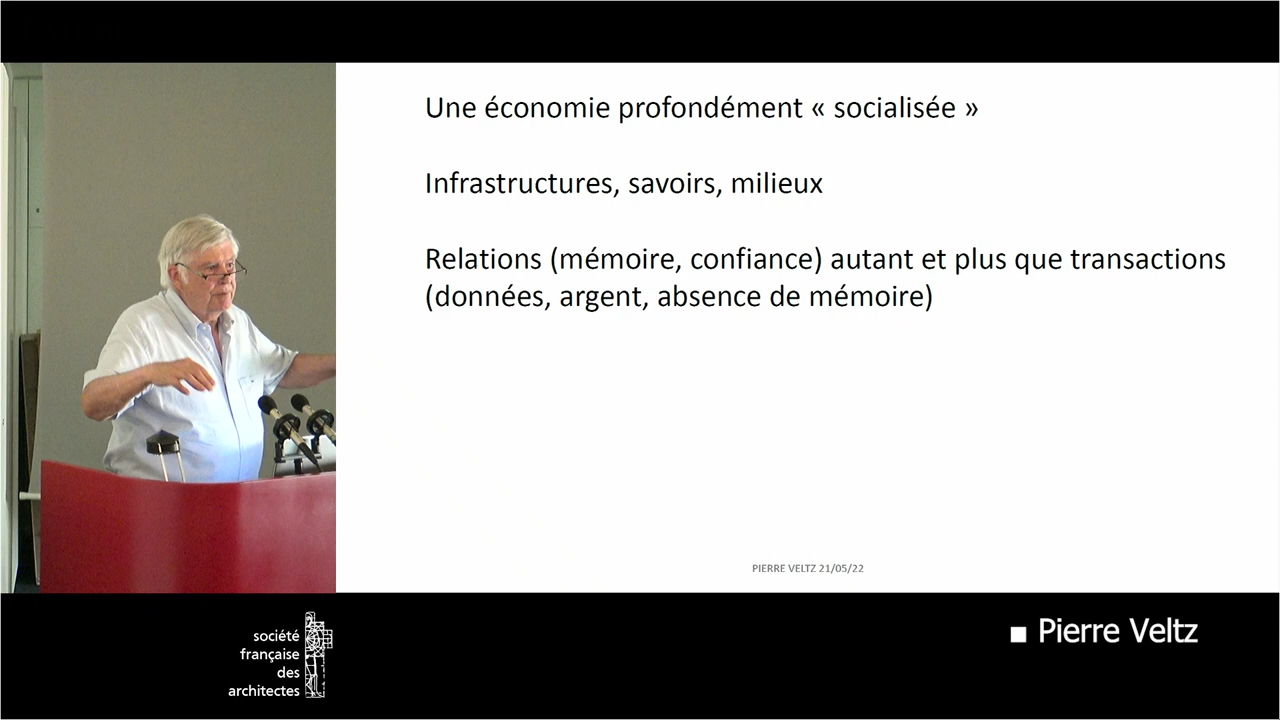 Une économie profondément « socialisée »
Infrastructures, savoirs, milieux
Relations (mémoire, confiance) autant et plus que transactions
(données, argent, absence de mémoire)
PIERRE VELTZ 21/05/22
société
française
des
architectes
Pierre Veltz